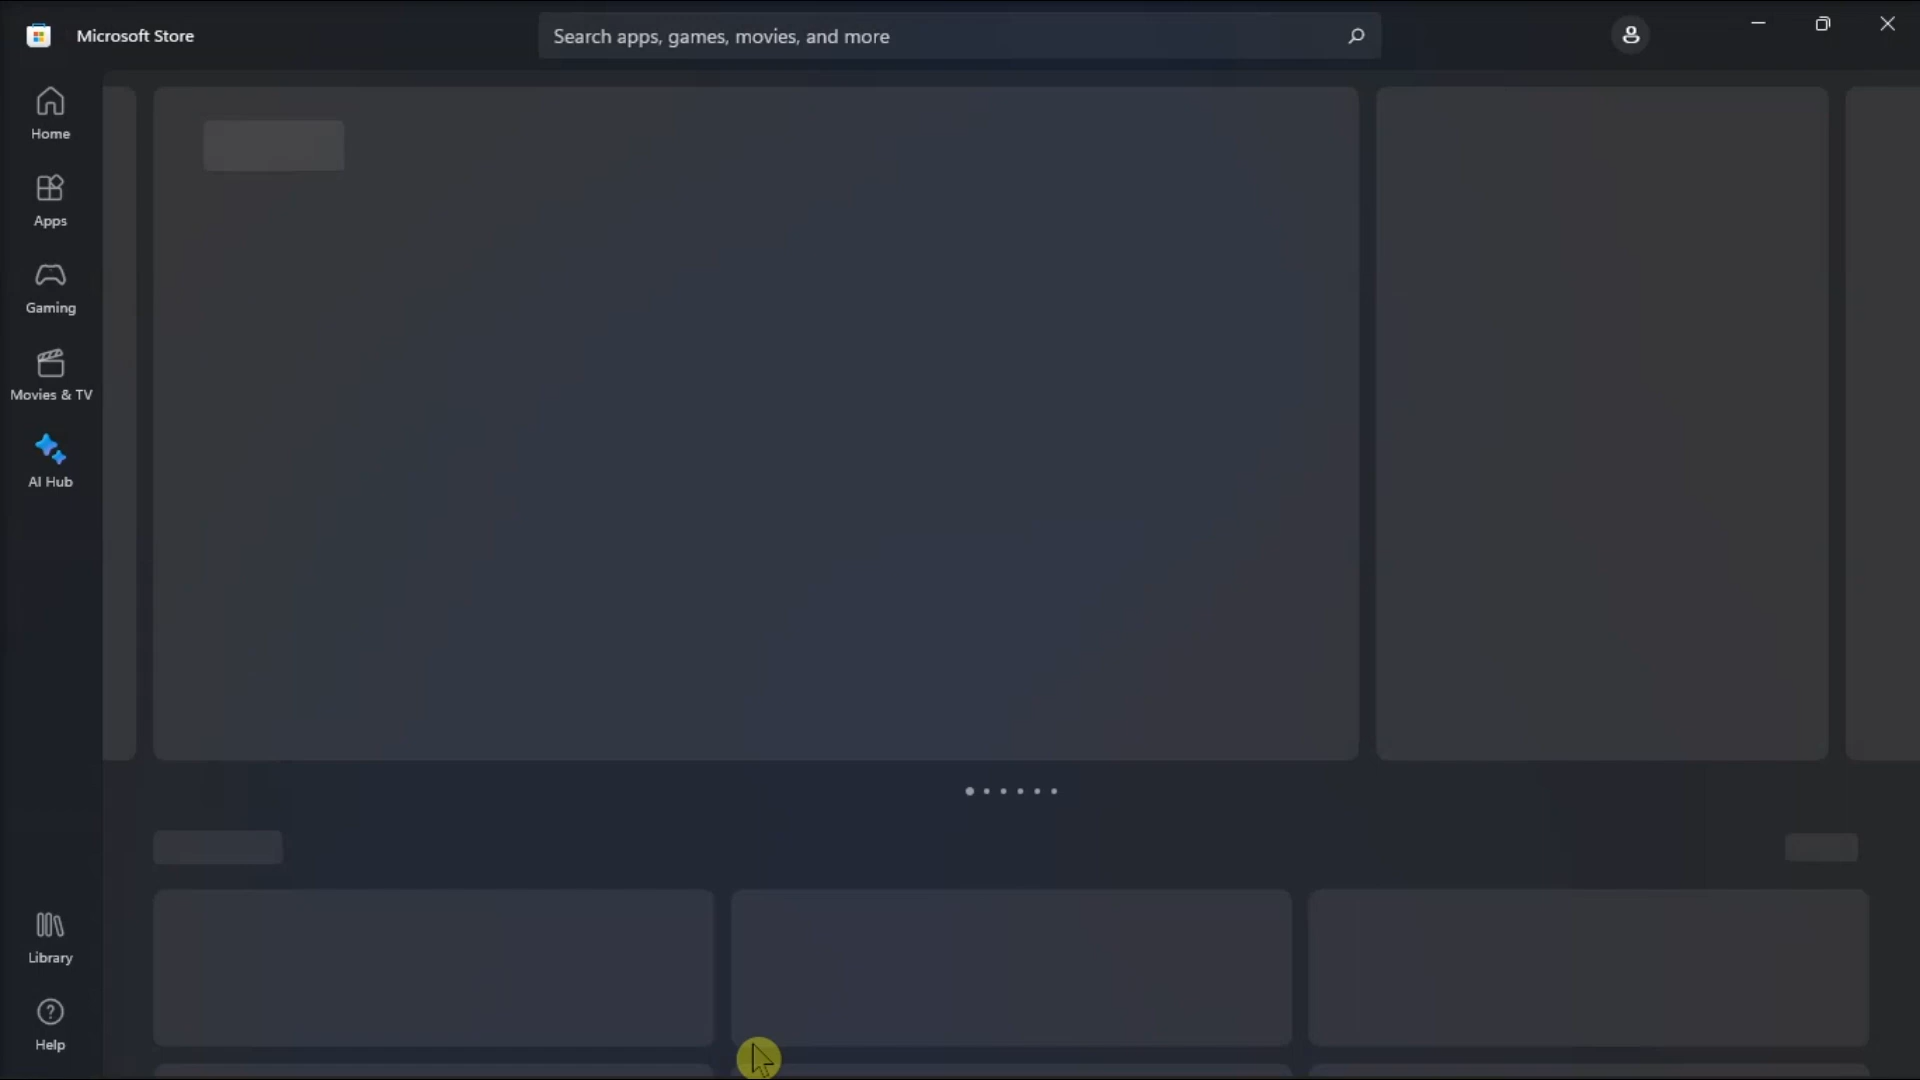 Microsoft Store
Search apps, games, movies, and more
Home
Apps
Gaming
Movies & TV
AI Hub
Library
Help